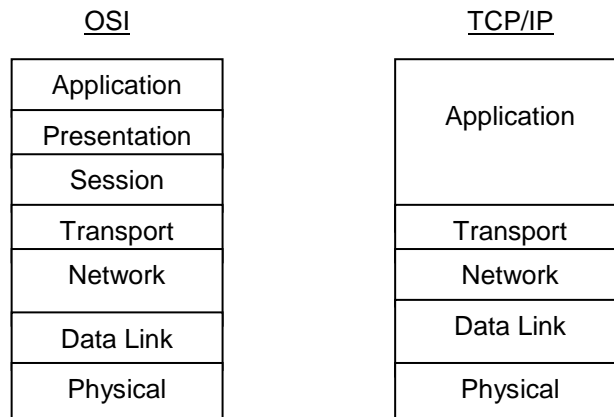 OSI
TCP/IP
Application
Presentation
Session
Transport
Network
Data Link
Physical
Application
Transport
Network
Data Link
Physical